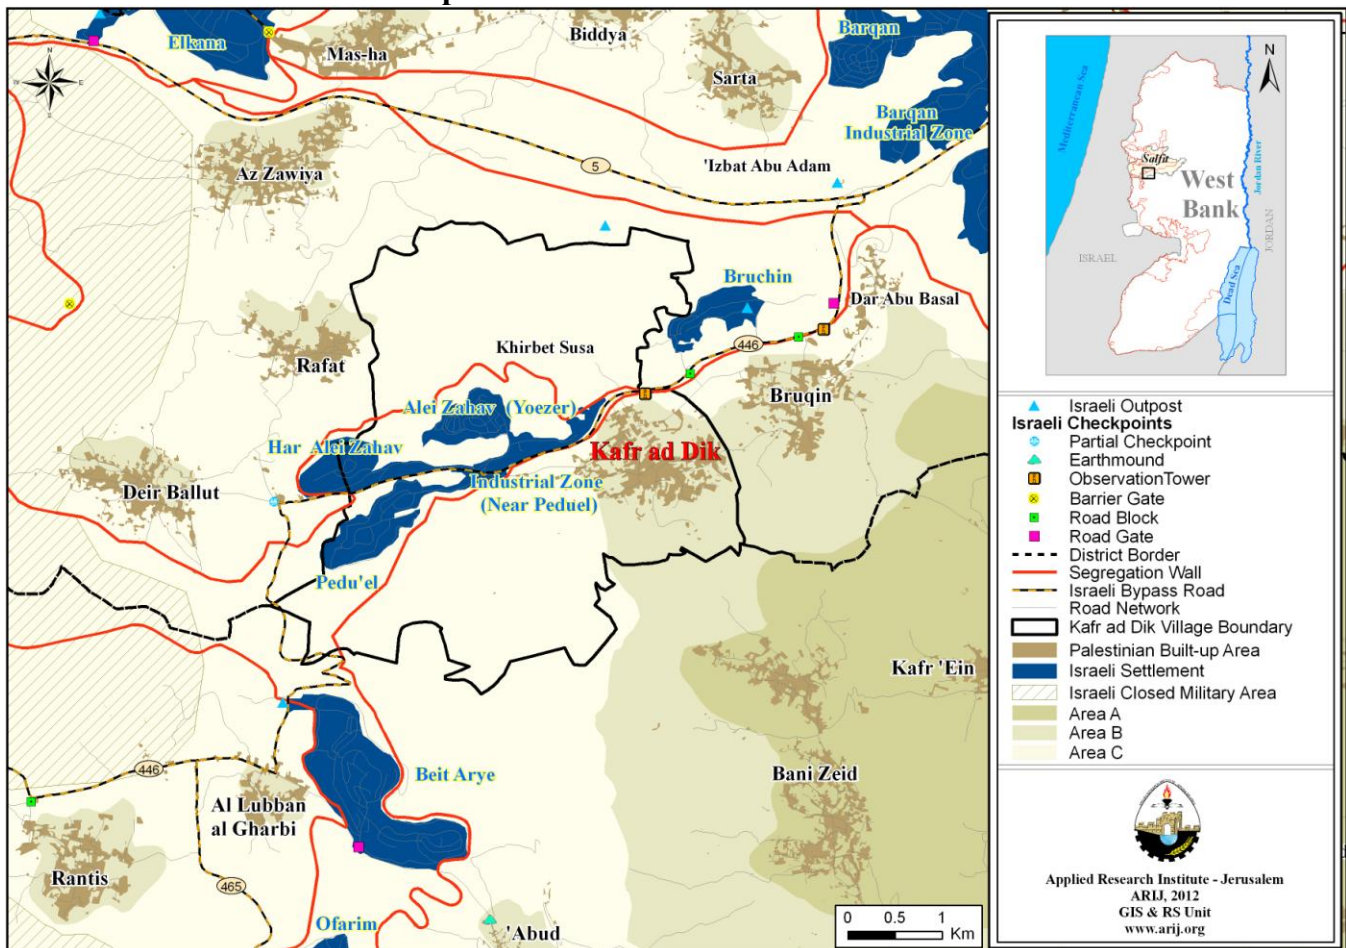 Elkana
Mas-ha
Biddya
Barqan
Sarta
Barqan
Industrial Zone
Az Zawiya
5
'Izbat Abu Adam
Bruchin
Dar Abu Basal
Rafat
Khirbet Susa
446
Alei Zahav (Yoezer)
Bruqin
Har Alei Zahav
Kafr ad Dik
Deir Ballut
Industrial Zone
(Near Peduel)
Pedu'el
Kafr 'Ein
446
Beit Arye
Bani Zeid
Al Lubban
al Gharbi
Rantis
465
Ofarim
'Abud
0 0.5 1
Km
N
Mediterranean Sea
Salfit
West
Bank
Jordan River
JORDAN
ISRAEL
Dead Sea
Israeli Outpost
Israeli Checkpoints
Partial Checkpoint
Earthmound
ObservationTower
Barrier Gate
Road Block
Road Gate
District Border
Segregation Wall
Israeli Bypass Road
Road Network
Kafr ad Dik Village Boundary
Palestinian Built-up Area
Israeli Settlement
Israeli Closed Military Area
Area A
Area B
Area C
Applied Research Institute - Jerusalem
ARIJ, 2012
GIS & RS Unit
www.arij.org